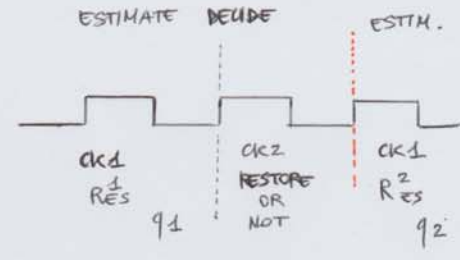 ESTIMATE DECIDE ESTIM.
CK1 CK2 CK1
R¹ES RESTORE R²ES
OR
q1 NOT q2